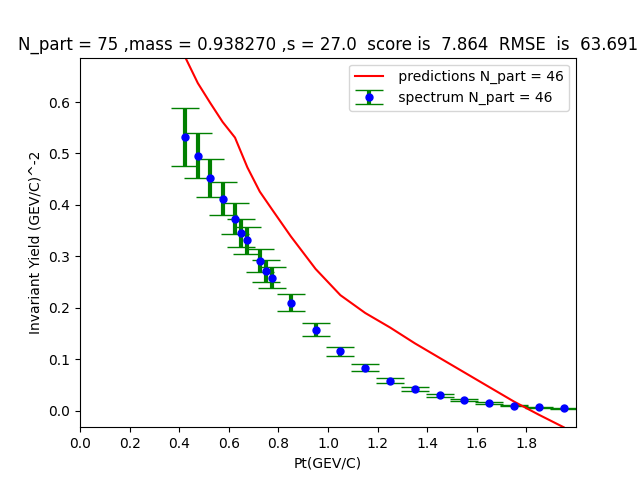 N_part = 75 ,mass = 0.938270 ,s = 27.0  score is  7.864  RMSE  is  63.691
predictions N_part = 46
spectrum N_part = 46
Invariant Yield (GEV/C)^-2
0.6
0.5
0.4
0.3
0.2
0.1
0.0
0.0 0.2 0.4 0.6 0.8 1.0 1.2 1.4 1.6 1.8
Pt(GEV/C)